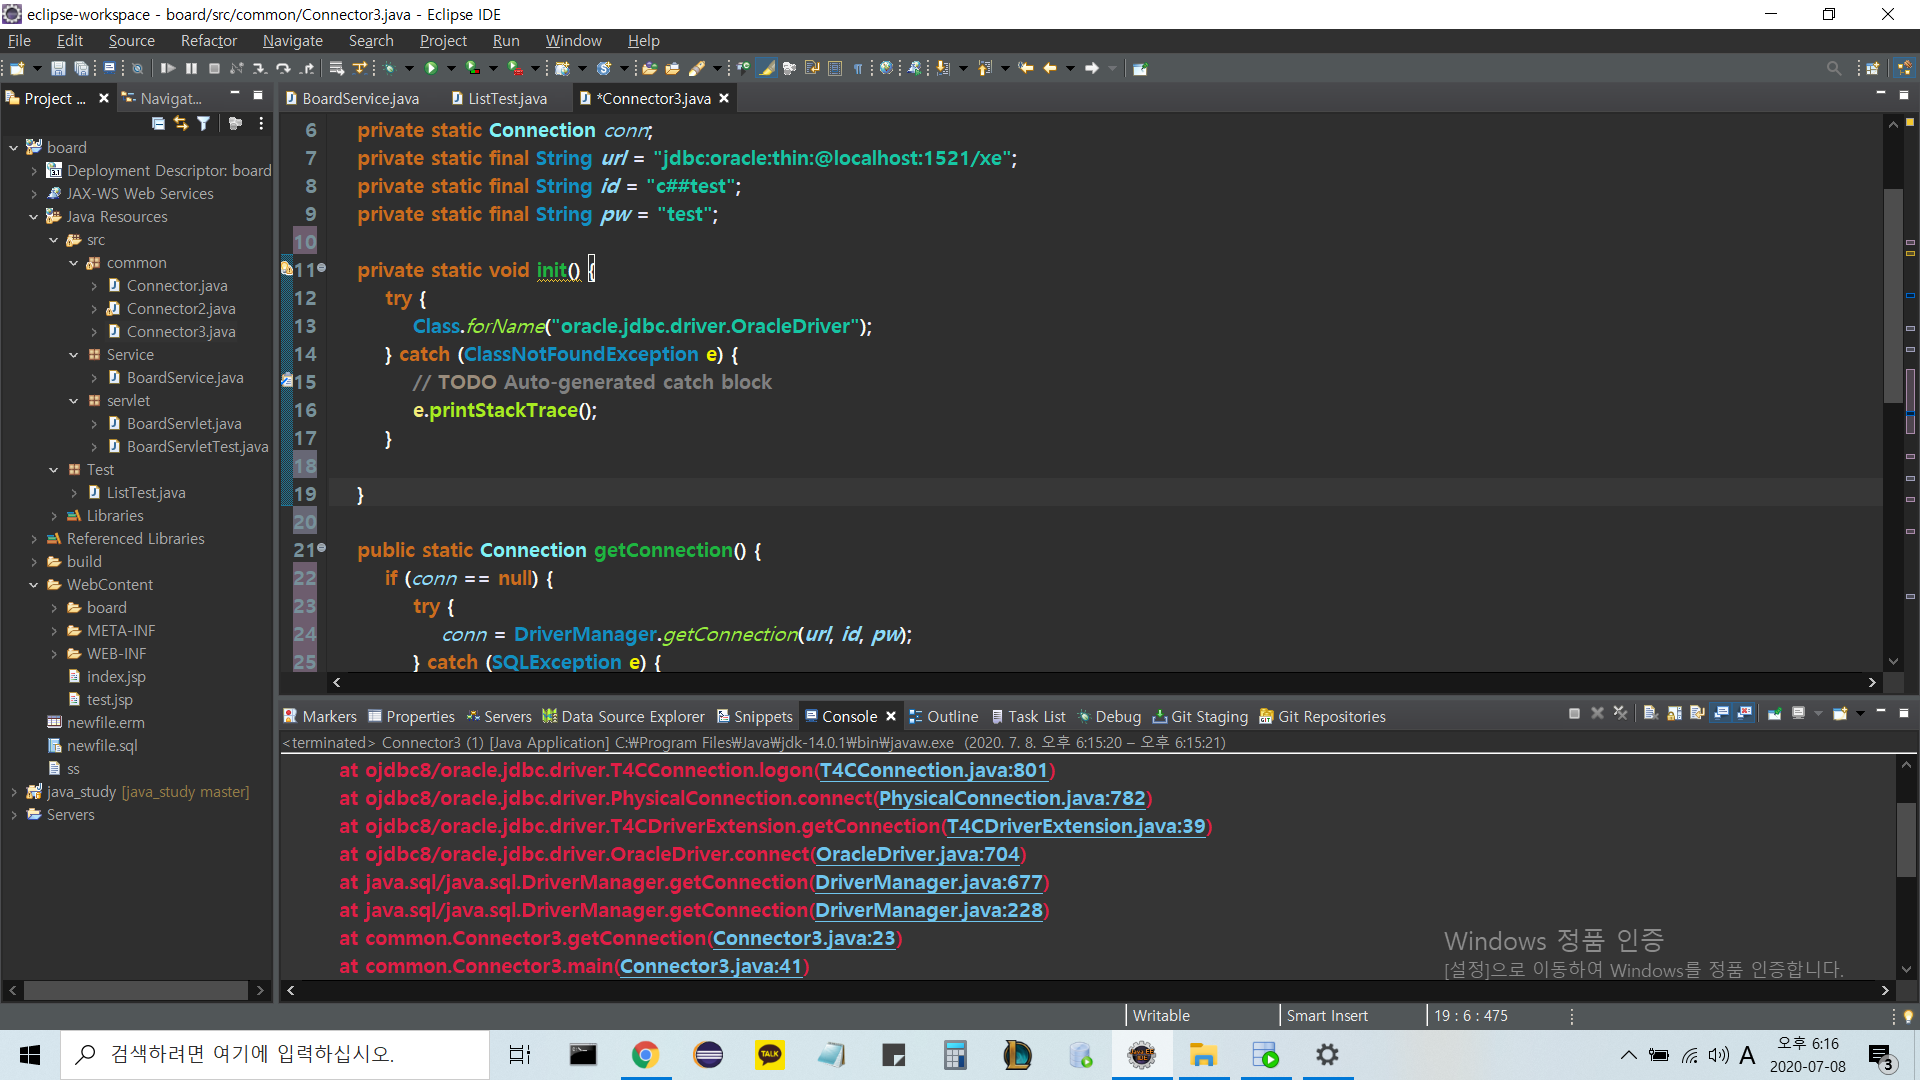 eclipse-workspace - board/src/common/Connector3.java - Eclipse IDE
File Edit Source Refactor Navigate Search Project Run Window Help
Project ... Navigat...
BoardService.java ListTest.java *Connector3.java
board
Deployment Descriptor: board
JAX-WS Web Services
Java Resources
src
common
Connector.java
Connector2.java
Connector3.java
Service
BoardService.java
servlet
BoardServlet.java
BoardServletTest.java
Test
ListTest.java
Libraries
Referenced Libraries
build
WebContent
board
META-INF
WEB-INF
index.jsp
test.jsp
newfile.erm
newfile.sql
ss
java_study [java_study master]
Servers
6 private static Connection conn;
7 private static final String url = "jdbc:oracle:thin:@localhost:1521/xe";
8 private static final String id = "c##test";
9 private static final String pw = "test";
10
11 private static void init() {
12 try {
13 Class.forName("oracle.jdbc.driver.OracleDriver");
14 } catch (ClassNotFoundException e) {
15 // TODO Auto-generated catch block
16 e.printStackTrace();
17 }
18
19 }
20
21 public static Connection getConnection() {
22 if (conn == null) {
23 try {
24 conn = DriverManager.getConnection(url, id, pw);
25 } catch (SQLException e) {
Markers Properties Servers Data Source Explorer Snippets Console Outline Task List Debug Git Staging Git Repositories
<terminated> Connector3 (1) [Java Application] C:₩Program Files₩Java₩jdk-14.0.1₩bin₩javaw.exe (2020. 7. 8. 오후 6:15:20 – 오후 6:15:21)
at ojdbc8/oracle.jdbc.driver.T4CConnection.logon(T4CConnection.java:801)
at ojdbc8/oracle.jdbc.driver.PhysicalConnection.connect(PhysicalConnection.java:782)
at ojdbc8/oracle.jdbc.driver.T4CDriverExtension.getConnection(T4CDriverExtension.java:39)
at ojdbc8/oracle.jdbc.driver.OracleDriver.connect(OracleDriver.java:704)
at java.sql/java.sql.DriverManager.getConnection(DriverManager.java:677)
at java.sql/java.sql.DriverManager.getConnection(DriverManager.java:228)
at common.Connector3.getConnection(Connector3.java:23)
at common.Connector3.main(Connector3.java:41)
Windows 정품 인증
[설정]으로 이동하여 Windows를 정품 인증합니다.
Writable Smart Insert 19 : 6 : 475
검색하려면 여기에 입력하십시오.
TALK
A
오후 6:16
2020-07-08
3